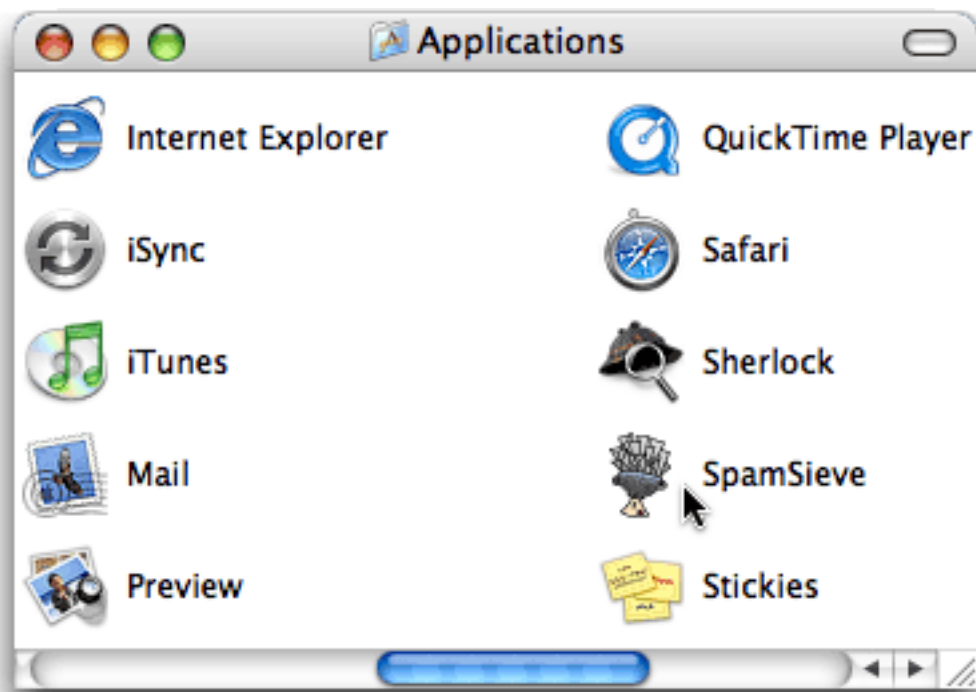 Applications
Internet Explorer
QuickTime Player
iSync
Safari
iTunes
Sherlock
Mail
SpamSieve
Preview
Stickies